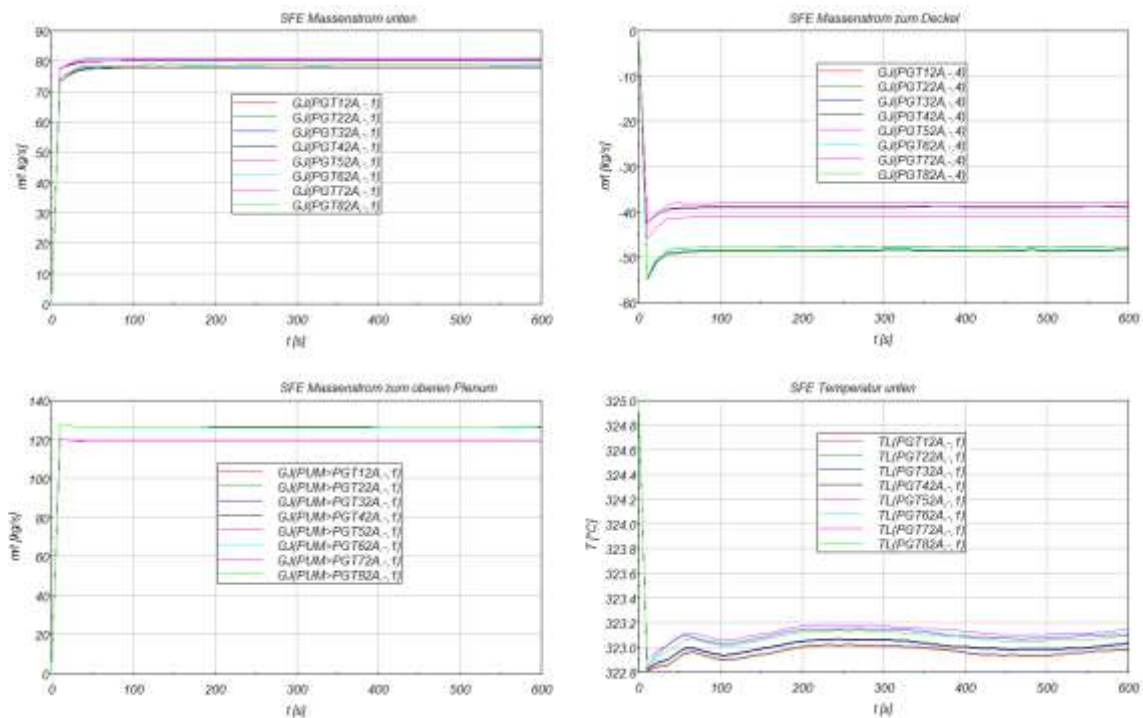 SFE Massenstrom unten
90
80
70
60
50
40
30
20
10
0
0 100 200 300 400 500 600
t [s]
GJ(PGT12A,-,1)
GJ(PGT22A,-,1)
GJ(PGT32A,-,1)
GJ(PGT42A,-,1)
GJ(PGT52A,-,1)
GJ(PGT62A,-,1)
GJ(PGT72A,-,1)
GJ(PGT82A,-,1)
SFE Massenstrom zum Deckel
0
-10
-20
-30
-40
-50
-60
0 100 200 300 400 500 600
t [s]
GJ(PGT12A,-,4)
GJ(PGT22A,-,4)
GJ(PGT32A,-,4)
GJ(PGT42A,-,4)
GJ(PGT52A,-,4)
GJ(PGT62A,-,4)
GJ(PGT72A,-,4)
GJ(PGT82A,-,4)
SFE Massenstrom zum oberen Plenum
140
120
100
80
60
40
20
0
0 100 200 300 400 500 600
t [s]
GJ(PUM>PGT12A,-,1)
GJ(PUM>PGT22A,-,1)
GJ(PUM>PGT32A,-,1)
GJ(PUM>PGT42A,-,1)
GJ(PUM>PGT52A,-,1)
GJ(PUM>PGT62A,-,1)
GJ(PUM>PGT72A,-,1)
GJ(PUM>PGT82A,-,1)
SFE Temperatur unten
325.0
324.8
324.6
324.4
324.2
324.0
323.8
323.6
323.4
323.2
323.0
322.8
T [°C]
0 100 200 300 400 500 600
t [s]
TL(PGT12A,-,1)
TL(PGT22A,-,1)
TL(PGT32A,-,1)
TL(PGT42A,-,1)
TL(PGT52A,-,1)
TL(PGT62A,-,1)
TL(PGT72A,-,1)
TL(PGT82A,-,1)